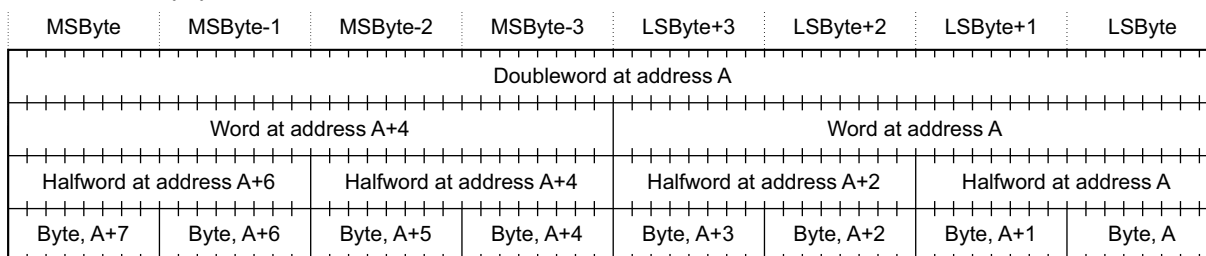 MSByte MSByte-1 MSByte-2 MSByte-3 LSByte+3 LSByte+2 LSByte+1 LSByte
Doubleword at address A
Word at address A+4 Word at address A
Halfword at address A+6 Halfword at address A+4 Halfword at address A+2 Halfword at address A
Byte, A+7 Byte, A+6 Byte, A+5 Byte, A+4 Byte, A+3 Byte, A+2 Byte, A+1 Byte, A